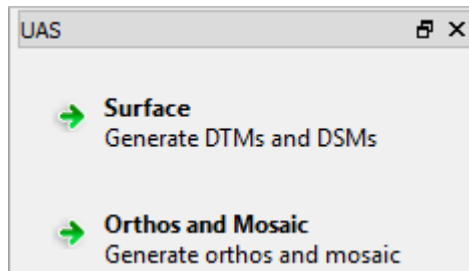 UAS
Surface
Generate DTMs and DSMs
Orthos and Mosaic
Generate orthos and mosaic